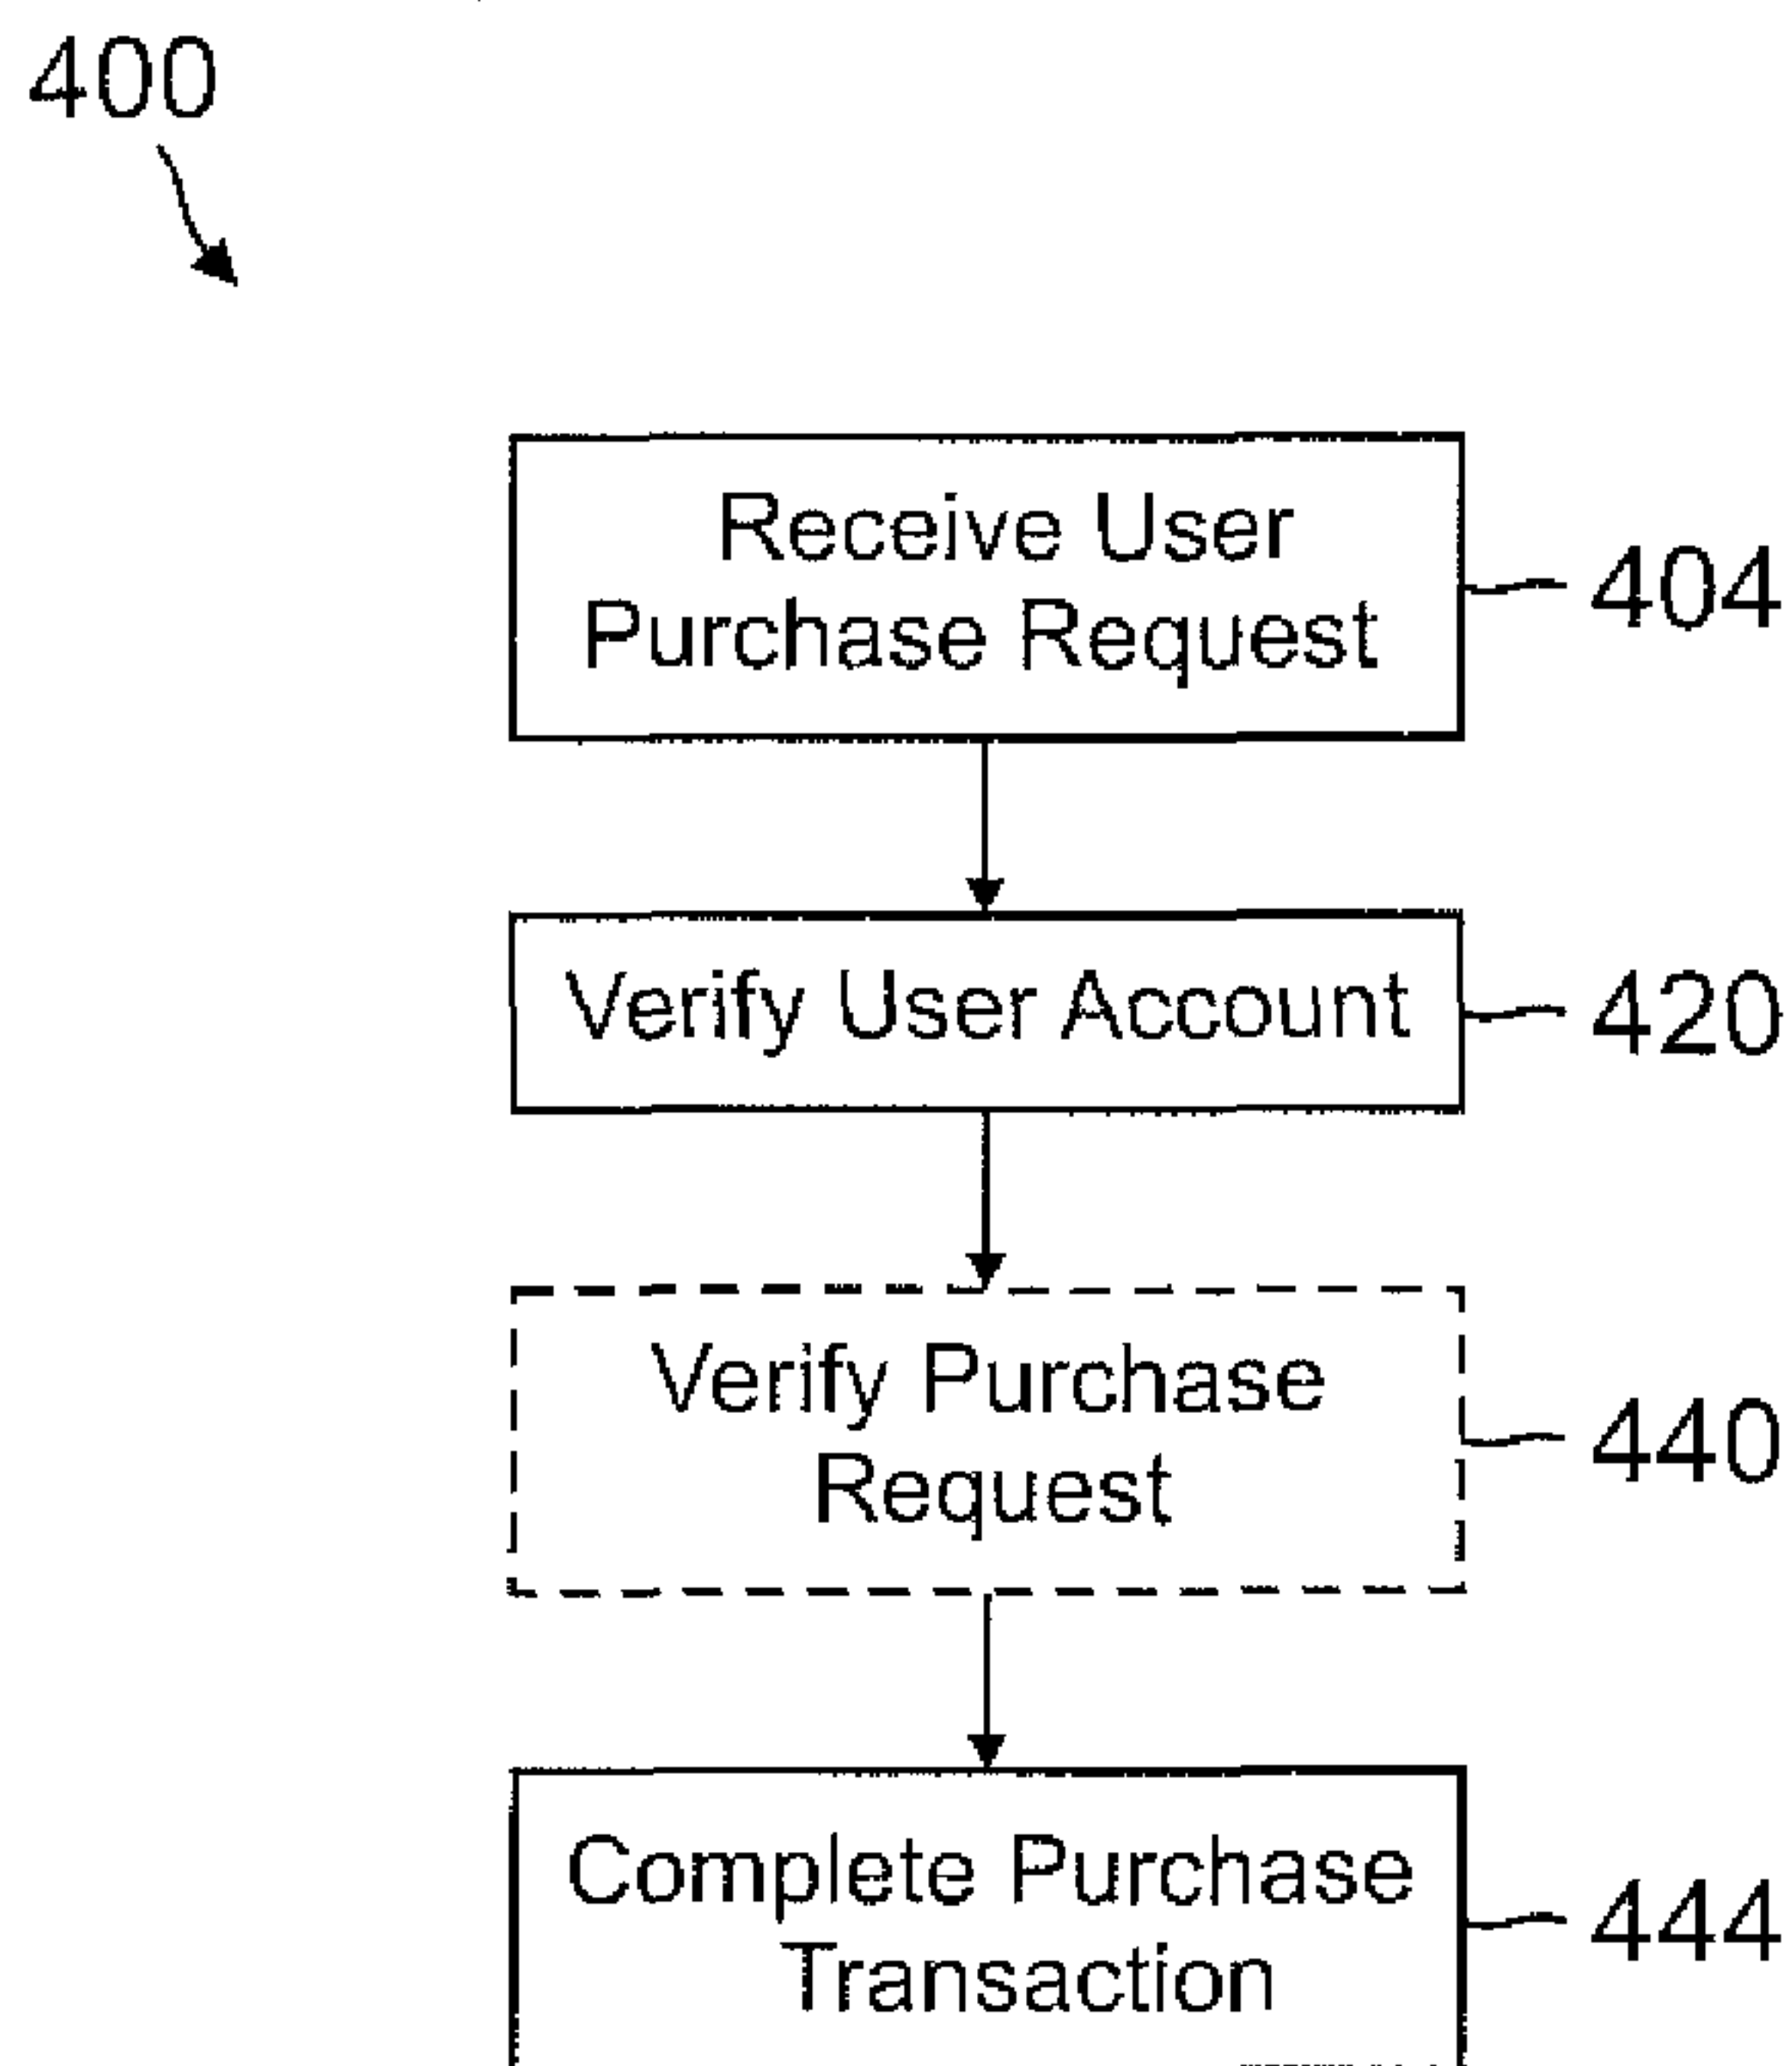 400
Receive User
Purchase Request
404
Verify User Account
420
Verify Purchase
Request
440
Complete Purchase
Transaction
444